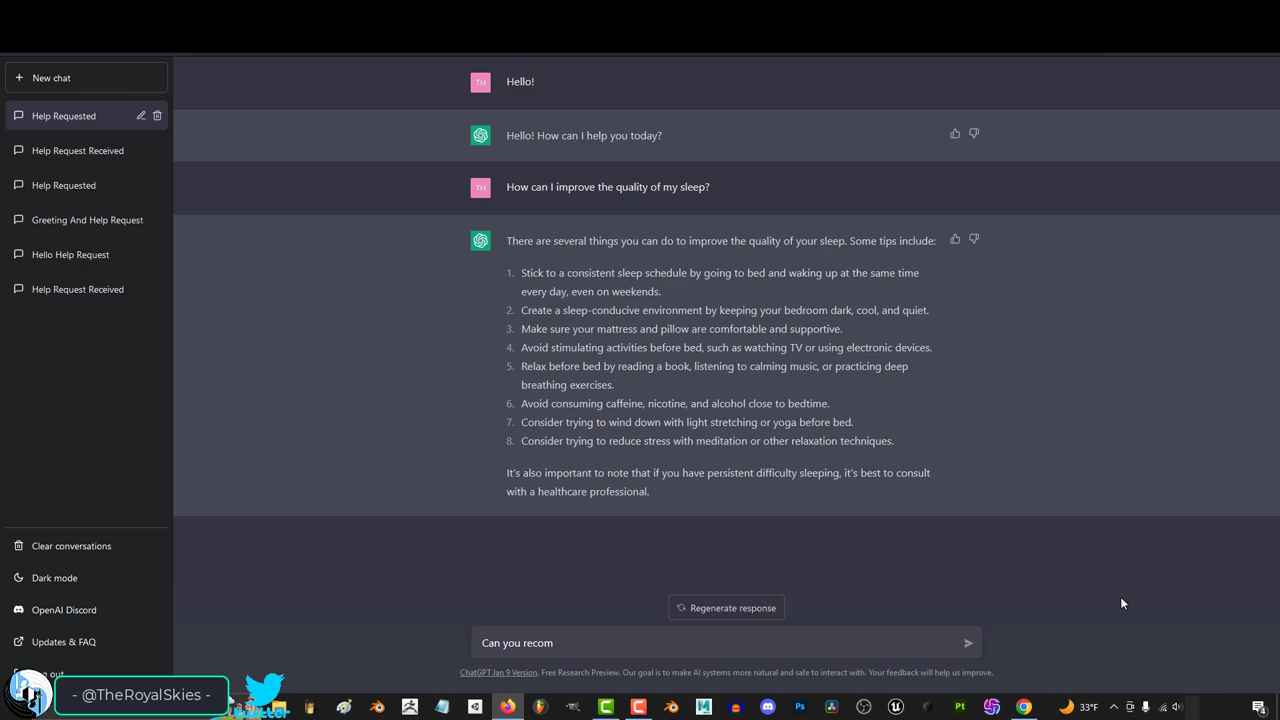 New chat
Help Requested
Help Request Received
Help Requested
Greeting And Help Request
Hello Help Request
Help Request Received
Clear conversations
Dark mode
OpenAI Discord
Updates & FAQ
out
- @TheRoyalSkies -
twitter
TH
Hello!
Hello! How can I help you today?
TH
How can I improve the quality of my sleep?
There are several things you can do to improve the quality of your sleep. Some tips include:
1. Stick to a consistent sleep schedule by going to bed and waking up at the same time
every day, even on weekends.
2. Create a sleep-conducive environment by keeping your bedroom dark, cool, and quiet.
3. Make sure your mattress and pillow are comfortable and supportive.
4. Avoid stimulating activities before bed, such as watching TV or using electronic devices.
5. Relax before bed by reading a book, listening to calming music, or practicing deep
breathing exercises.
6. Avoid consuming caffeine, nicotine, and alcohol close to bedtime.
7. Consider trying to wind down with light stretching or yoga before bed.
8. Consider trying to reduce stress with meditation or other relaxation techniques.
It's also important to note that if you have persistent difficulty sleeping, it's best to consult
with a healthcare professional.
Regenerate response
Can you recom
ChatGPT Jan 9 Version. Free Research Preview. Our goal is to make AI systems more natural and safe to interact with. Your feedback will help us improve.
Ps
Pt
33°F